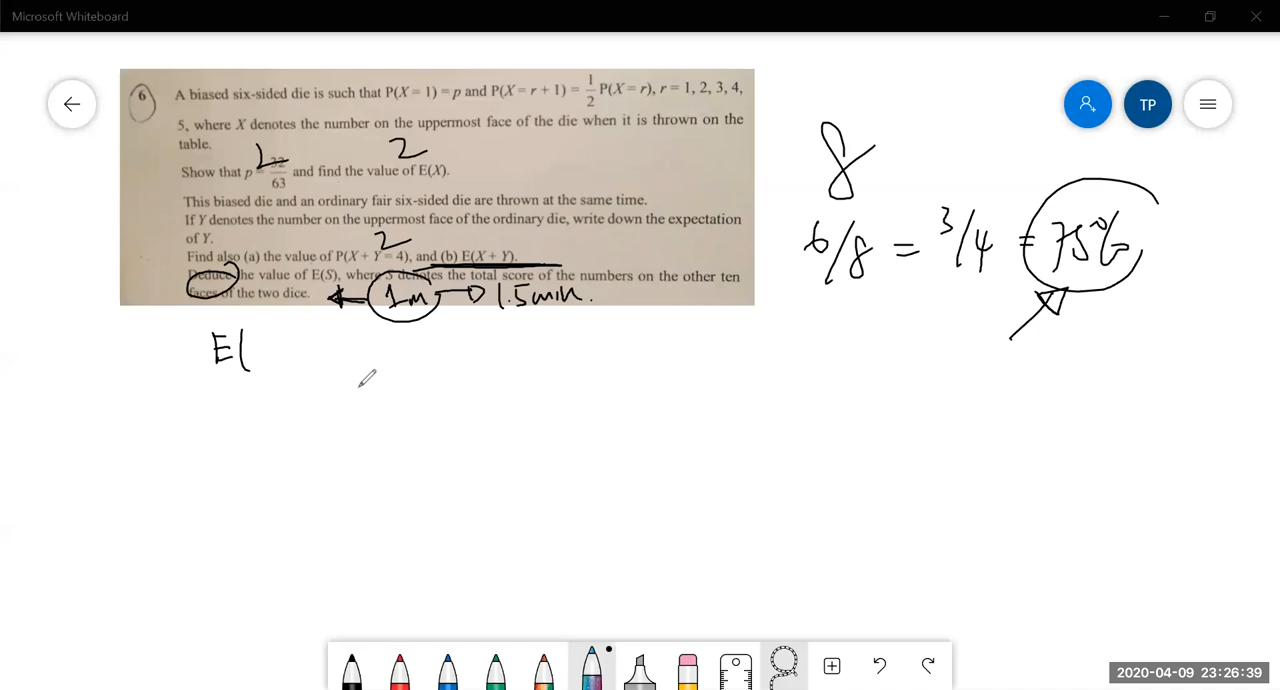 Microsoft Whiteboard
6 A biased six-sided die is such that P(X = 1) = p and P(X = r + 1) = 1/2 P(X = r), r = 1, 2, 3, 4,
5, where X denotes the number on the uppermost face of the die when it is thrown on the
table.
2 2
Show that p = 32/63 and find the value of E(X).
This biased die and an ordinary fair six-sided die are thrown at the same time.
If Y denotes the number on the uppermost face of the ordinary die, write down the expectation
of Y.
2
Find also (a) the value of P(X + Y = 4), and (b) E(X + Y).
Deduce the value of E(S), where S denotes the total score of the numbers on the other ten
faces of the two dice.
1m 1.5min.
E(
TP
8
6/8 = 3/4 = 75%
2020-04-09 23:26:39